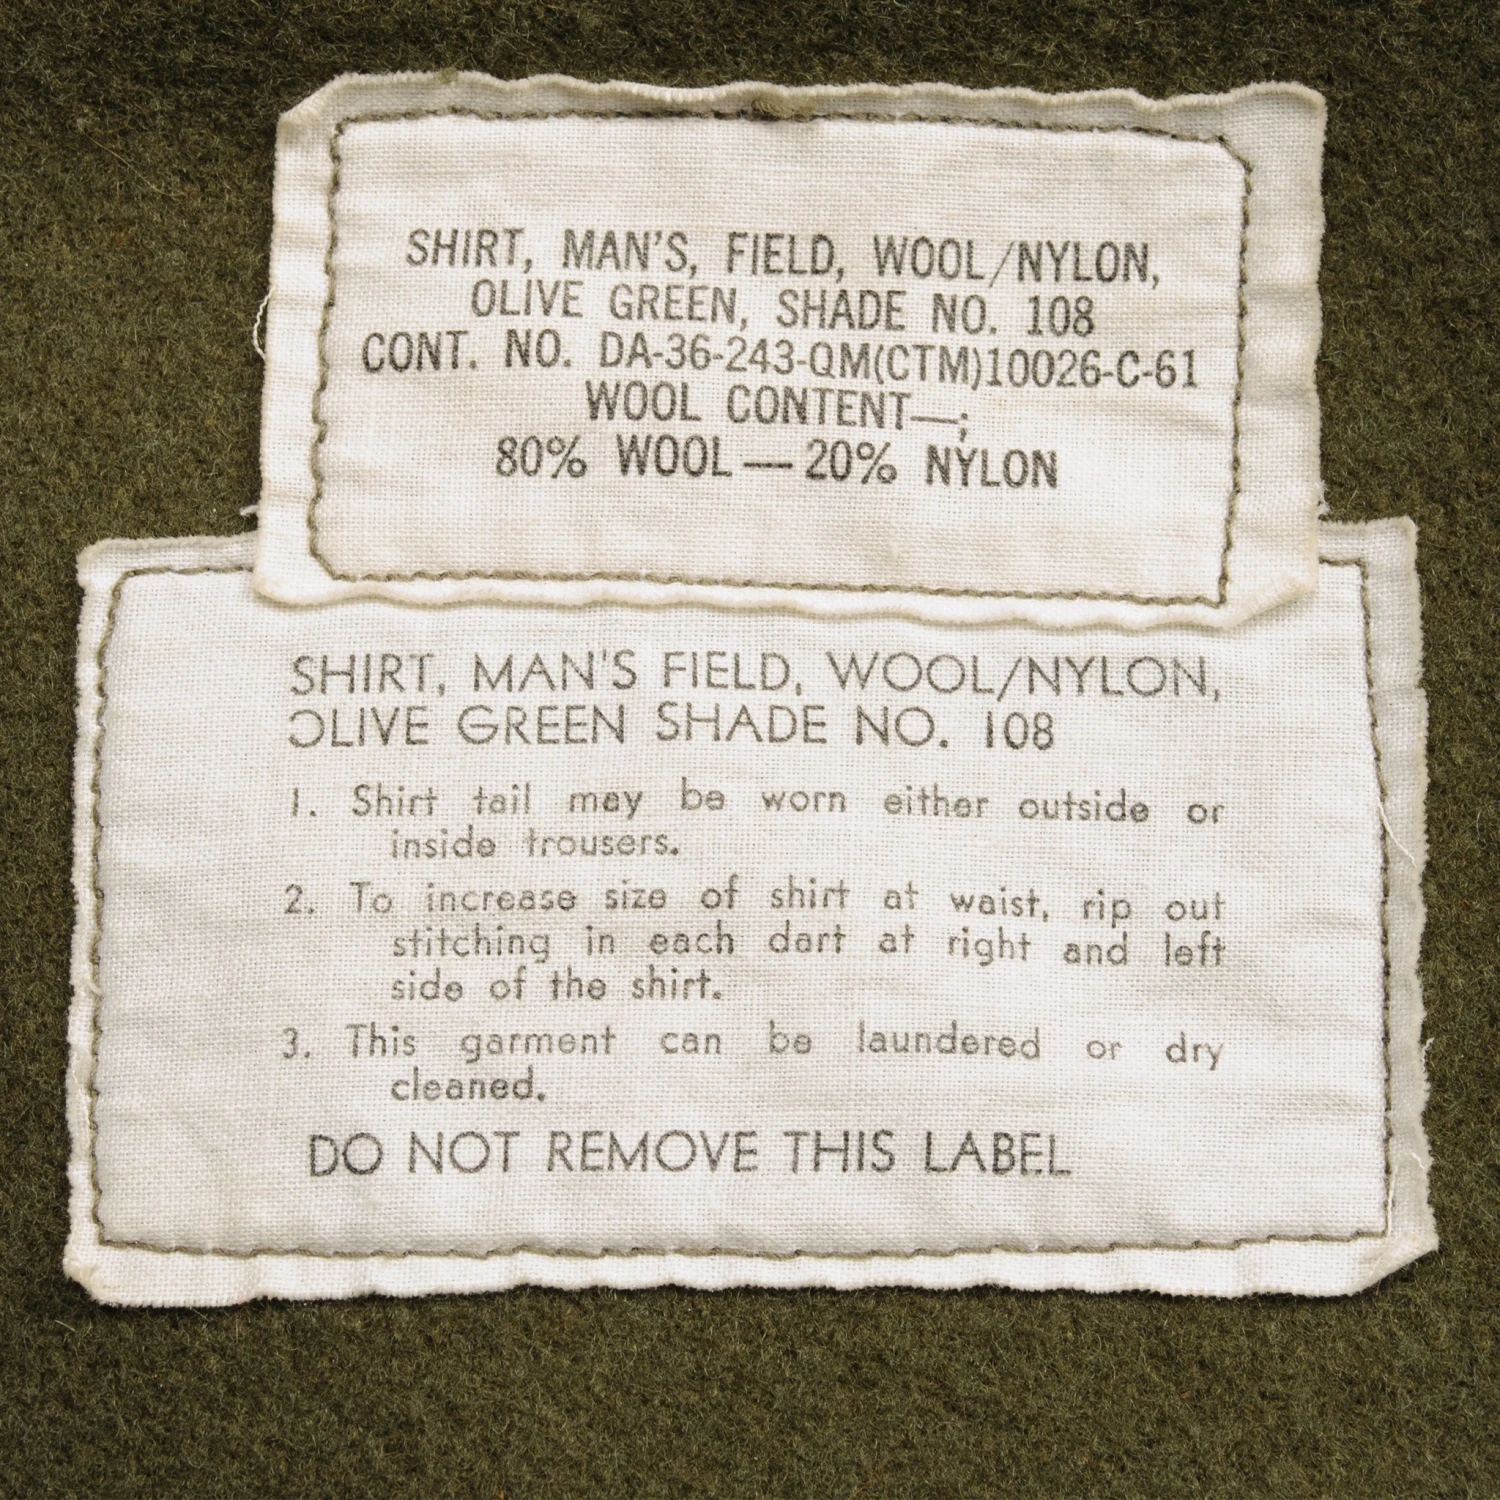 SHIRT, MAN'S, FIELD, WOOL/NYLON,
OLIVE GREEN, SHADE NO. 108
CONT. NO. DA-36-243-QM(CTM)10026-C-61
WOOL CONTENT—;
80% WOOL — 20% NYLON
SHIRT, MAN'S FIELD, WOOL/NYLON,
OLIVE GREEN SHADE NO. 108
1. Shirt tail may be worn either outside or
inside trousers.
2. To increase size of shirt at waist, rip out
stitching in each dart at right and left
side of the shirt.
3. This garment can be laundered or dry
cleaned.
DO NOT REMOVE THIS LABEL